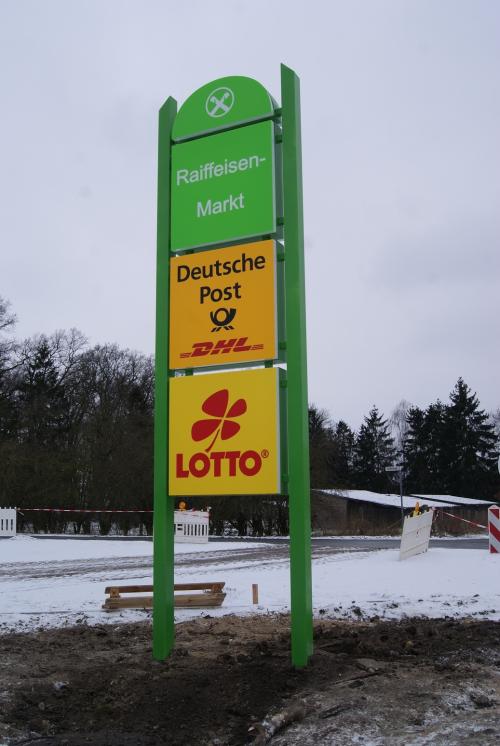 Raiffeisen-
Markt
Deutsche
Post
DHL
LOTTO®